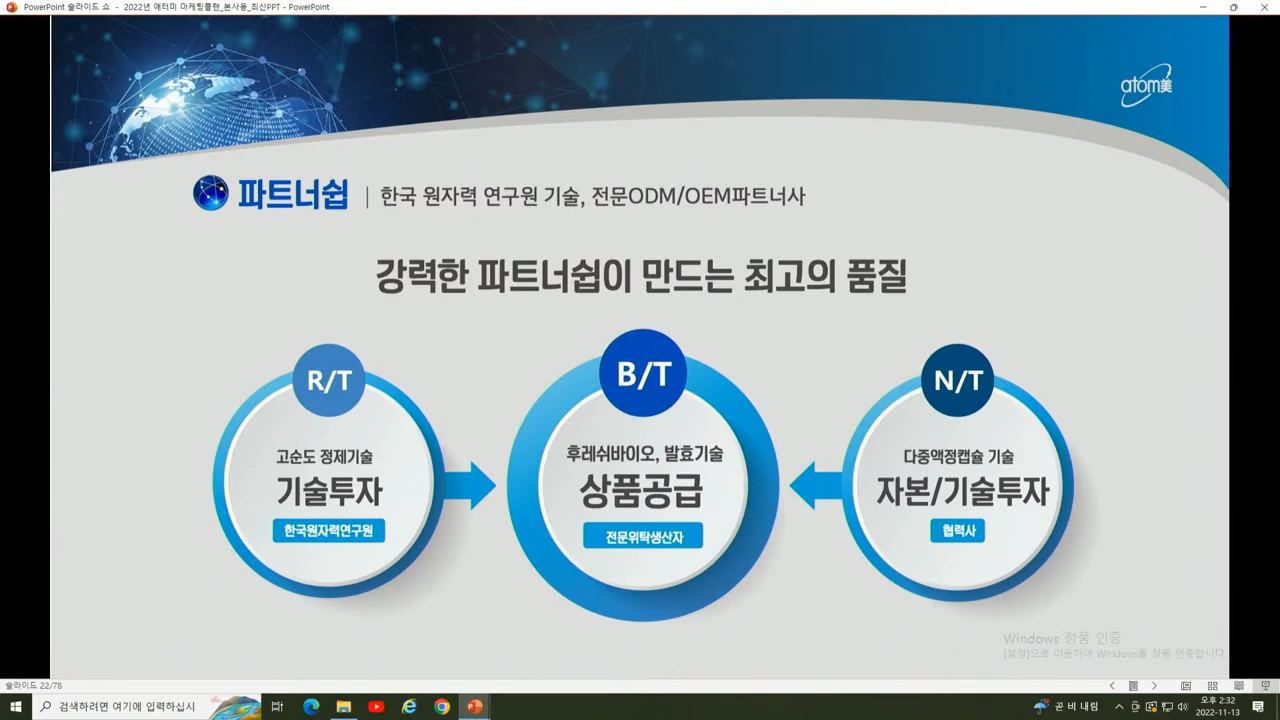 PowerPoint 슬라이드 쇼 - 2022년 애터미 마케팅플랜_본사용_최신PPT - PowerPoint
atom美
파트너쉽 | 한국 원자력 연구원 기술, 전문ODM/OEM파트너사
강력한 파트너쉽이 만드는 최고의 품질
R/T
고순도 정제기술
기술투자
한국원자력연구원
B/T
후레쉬바이오, 발효기술
상품공급
전문위탁생산자
N/T
다중액정캡슐 기술
자본/기술투자
협력사
Windows 정품 인증
[설정]으로 이동하여 Windows를 정품 인증합니다.
슬라이드 22/78
검색하려면 여기에 입력하십시
곧 비 내림
오후 2:32
2022-11-13